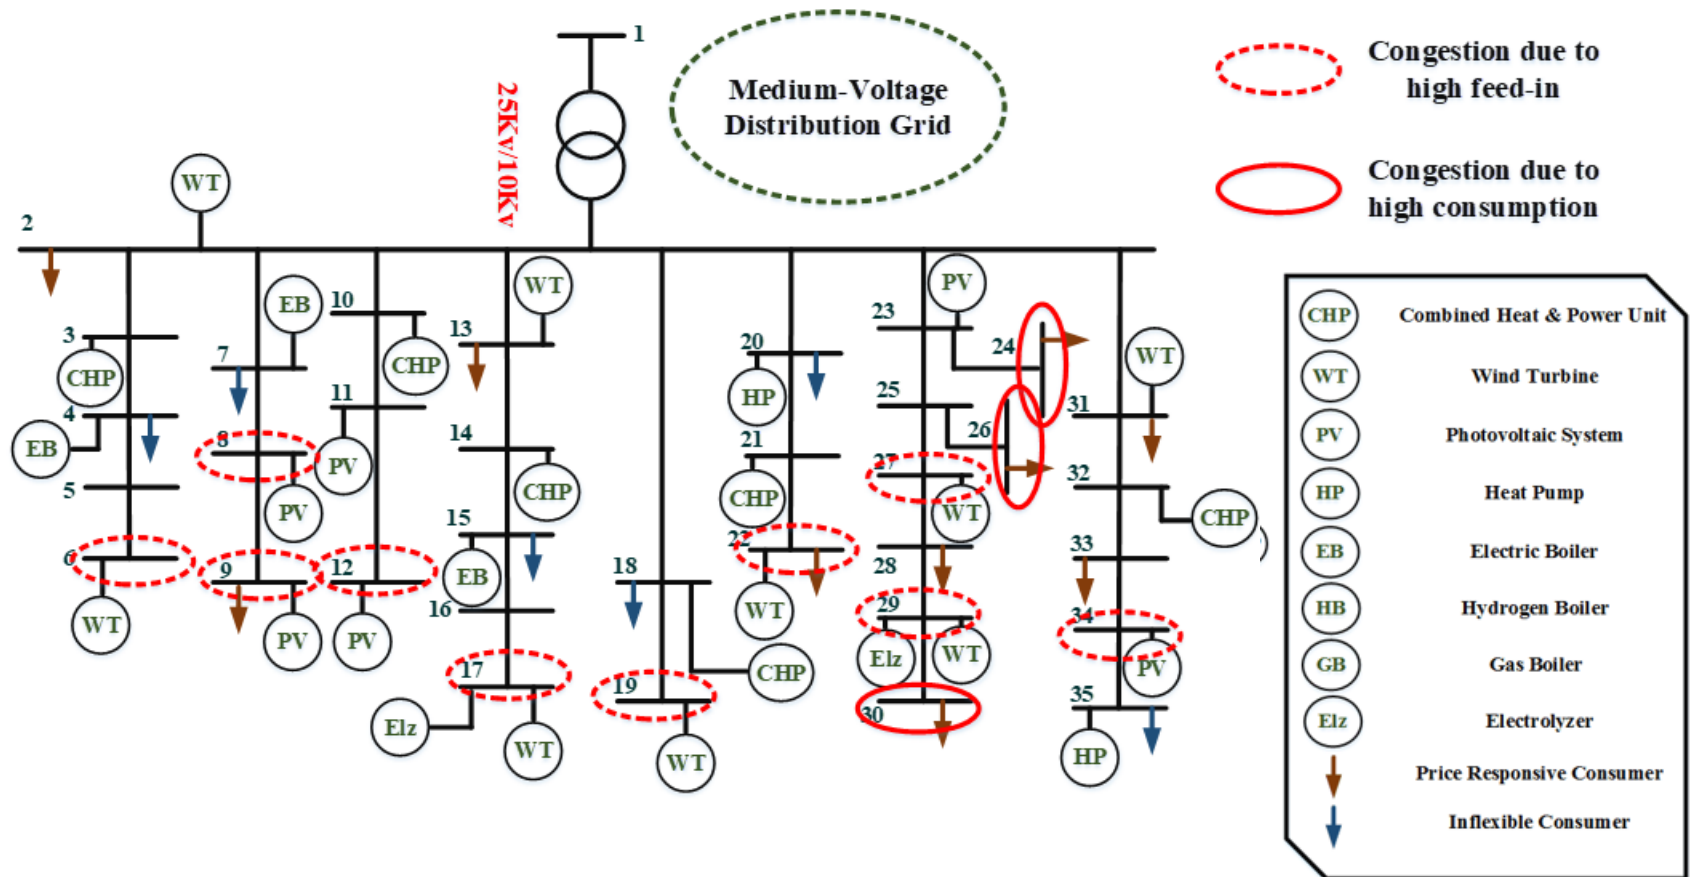 1
25Kv/10Kv
Medium-Voltage
Distribution Grid
Congestion due to
high feed-in
Congestion due to
high consumption
WT
2
3
CHP
4
EB
5
6
WT
EB
7
8
PV
9
PV
10
CHP
11
PV
12
PV
WT
13
14
CHP
15
EB
16
17
Elz
WT
18
CHP
19
WT
20
HP
21
CHP
22
WT
PV
23
24
25
26
27
WT
28
29
Elz
WT
30
WT
31
32
CHP
33
34
PV
35
HP
CHP Combined Heat & Power Unit
WT Wind Turbine
PV Photovoltaic System
HP Heat Pump
EB Electric Boiler
HB Hydrogen Boiler
GB Gas Boiler
Elz Electrolyzer
Price Responsive Consumer
Inflexible Consumer